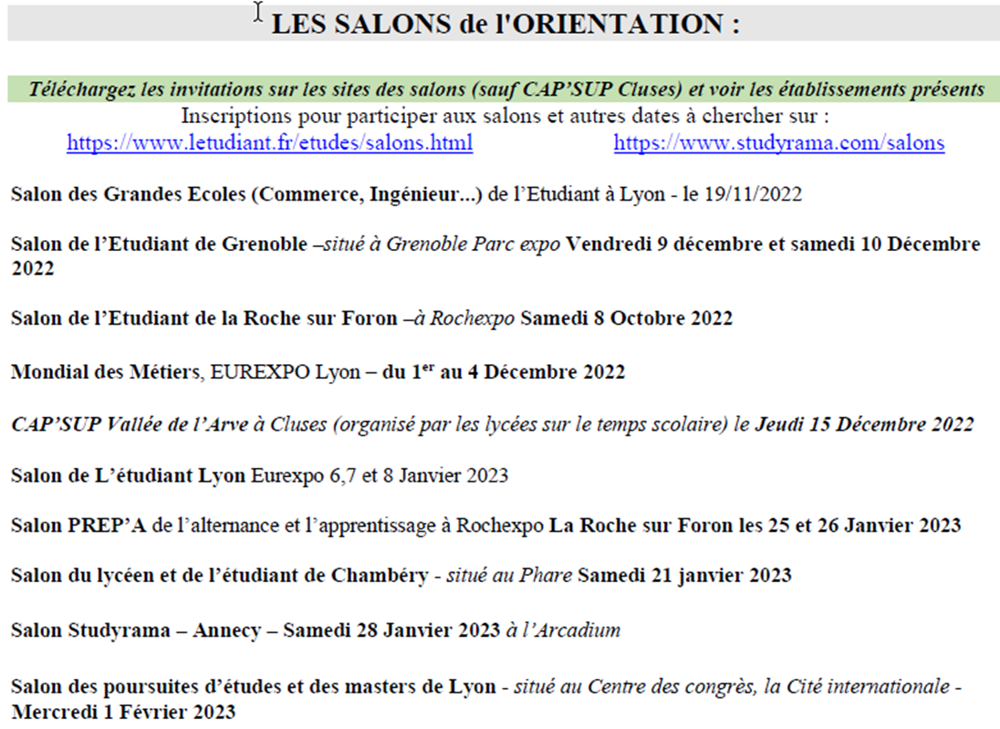 LES SALONS de l'ORIENTATION :
Téléchargez les invitations sur les sites des salons (sauf CAP’SUP Cluses) et voir les établissements présents
Inscriptions pour participer aux salons et autres dates à chercher sur :
https://www.letudiant.fr/etudes/salons.html https://www.studyrama.com/salons
Salon des Grandes Ecoles (Commerce, Ingénieur...) de l’Etudiant à Lyon - le 19/11/2022
Salon de l’Etudiant de Grenoble –situé à Grenoble Parc expo Vendredi 9 décembre et samedi 10 Décembre
2022
Salon de l’Etudiant de la Roche sur Foron –à Rochexpo Samedi 8 Octobre 2022
Mondial des Métiers, EUREXPO Lyon – du 1er au 4 Décembre 2022
CAP’SUP Vallée de l’Arve à Cluses (organisé par les lycées sur le temps scolaire) le Jeudi 15 Décembre 2022
Salon de L’étudiant Lyon Eurexpo 6,7 et 8 Janvier 2023
Salon PREP’A de l’alternance et l’apprentissage à Rochexpo La Roche sur Foron les 25 et 26 Janvier 2023
Salon du lycéen et de l’étudiant de Chambéry - situé au Phare Samedi 21 janvier 2023
Salon Studyrama – Annecy – Samedi 28 Janvier 2023 à l’Arcadium
Salon des poursuites d’études et des masters de Lyon - situé au Centre des congrès, la Cité internationale -
Mercredi 1 Février 2023